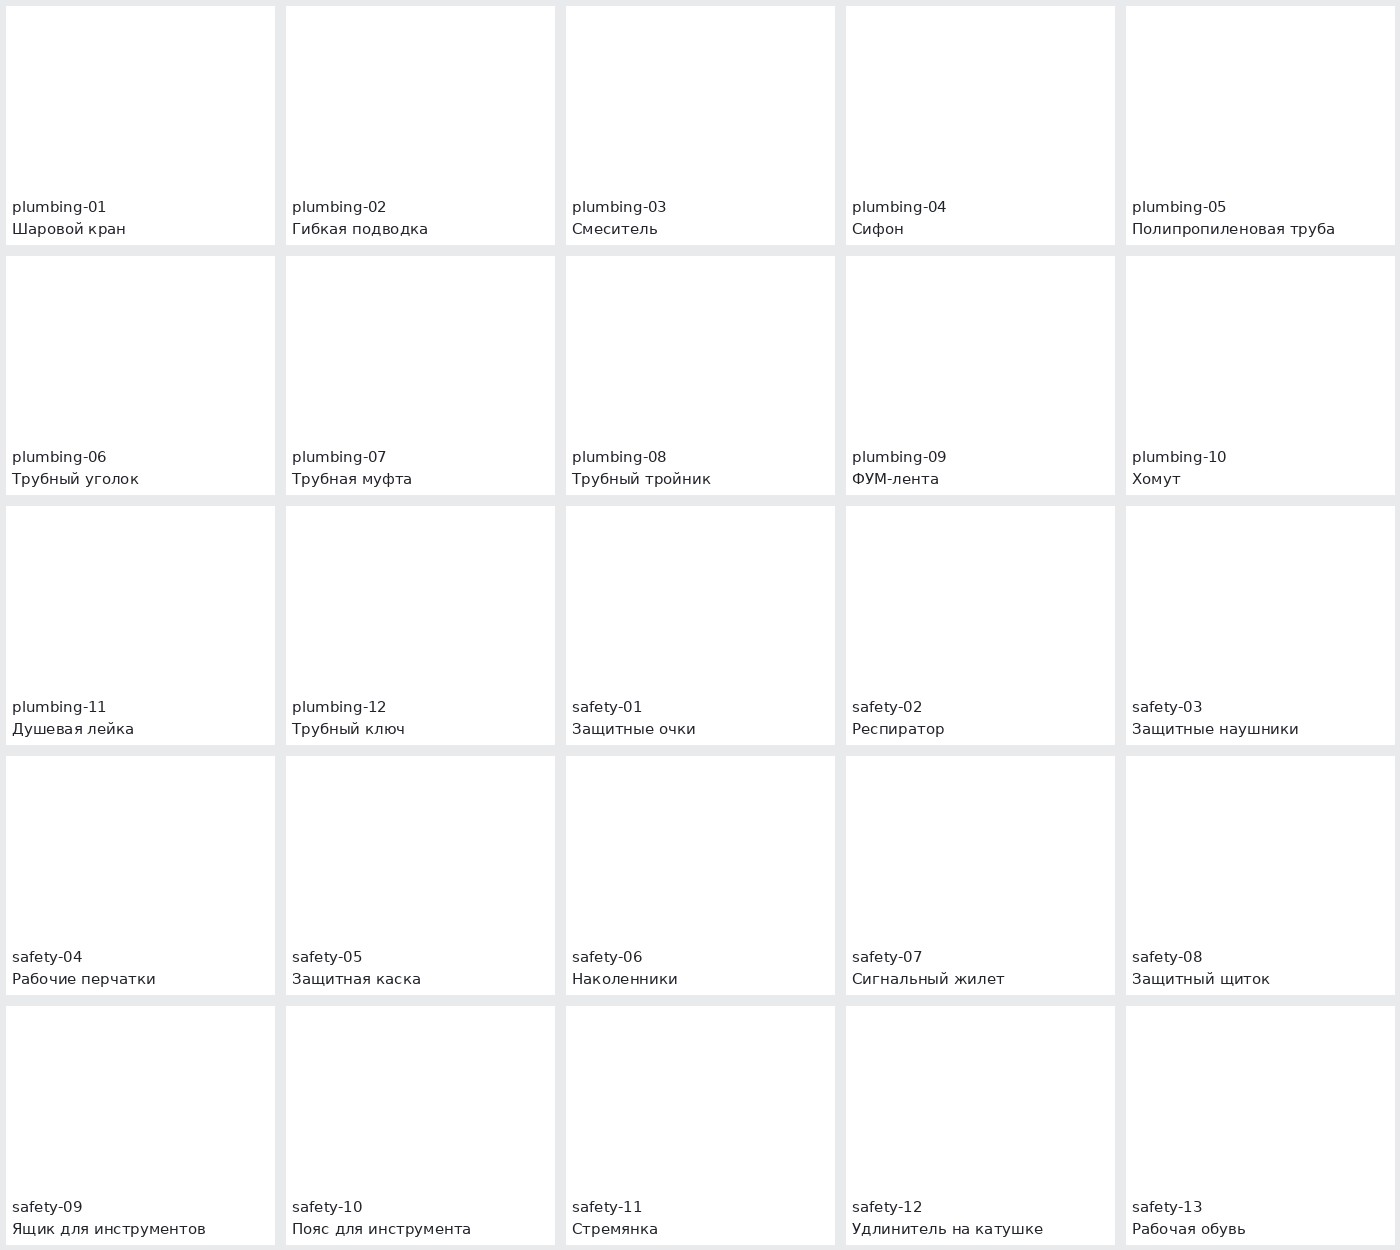 plumbing-01
Шаровой кран
plumbing-02
Гибкая подводка
plumbing-03
Смеситель
plumbing-04
Сифон
plumbing-05
Полипропиленовая труба
plumbing-06
Трубный уголок
plumbing-07
Трубная муфта
plumbing-08
Трубный тройник
plumbing-09
ФУМ-лента
plumbing-10
Хомут
plumbing-11
Душевая лейка
plumbing-12
Трубный ключ
safety-01
Защитные очки
safety-02
Респиратор
safety-03
Защитные наушники
safety-04
Рабочие перчатки
safety-05
Защитная каска
safety-06
Наколенники
safety-07
Сигнальный жилет
safety-08
Защитный щиток
safety-09
Ящик для инструментов
safety-10
Пояс для инструмента
safety-11
Стремянка
safety-12
Удлинитель на катушке
safety-13
Рабочая обувь